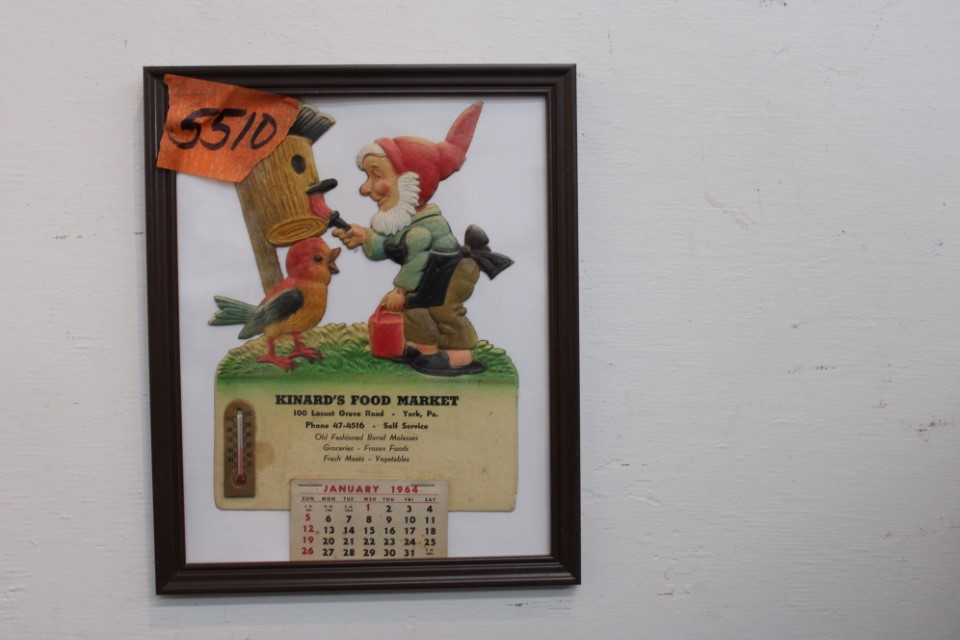 5510
KINARD'S FOOD MARKET
100 Locust Grove Road - York, Pa.
Phone 47-4516 - Self Service
Old Fashioned Barrel Molasses
Groceries - Frozen Foods
Fresh Meats - Vegetables
JANUARY 1964
SUN MON TUE WED THU FRI SAT
1 2 3 4
5 6 7 8 9 10 11
12 13 14 15 16 17 18
19 20 21 22 23 24 25
26 27 28 29 30 31